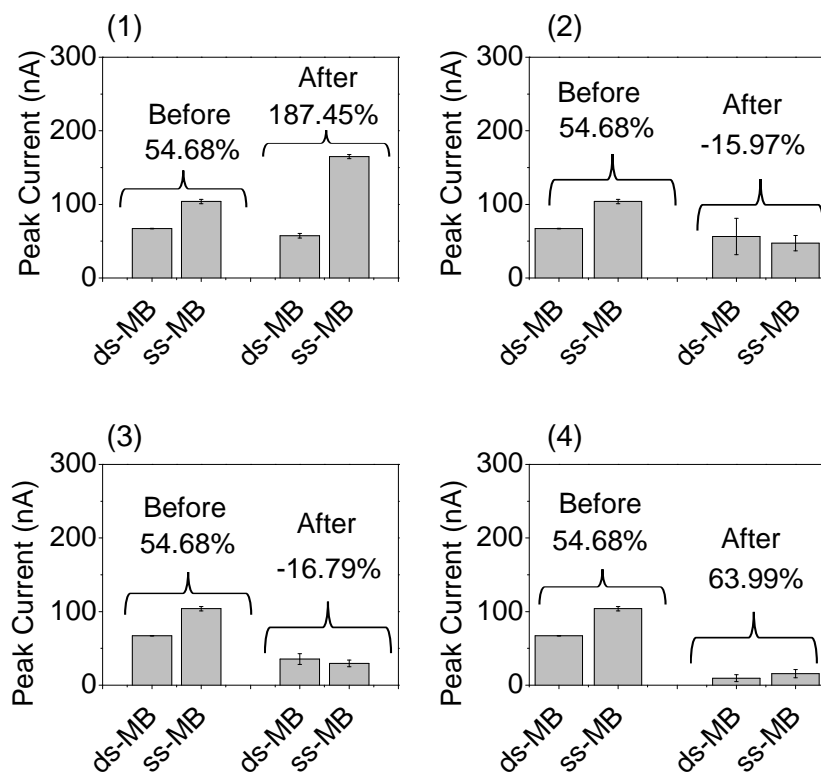 (1)
Peak Current (nA)
300
200
100
0
Before
54.68%
After
187.45%
ds-MB
ss-MB
ds-MB
ss-MB
(2)
Peak Current (nA)
300
200
100
0
Before
54.68%
After
-15.97%
ds-MB
ss-MB
ds-MB
ss-MB
(3)
Peak Current (nA)
300
200
100
0
Before
54.68%
After
-16.79%
ds-MB
ss-MB
ds-MB
ss-MB
(4)
Peak Current (nA)
300
200
100
0
Before
54.68%
After
63.99%
ds-MB
ss-MB
ds-MB
ss-MB